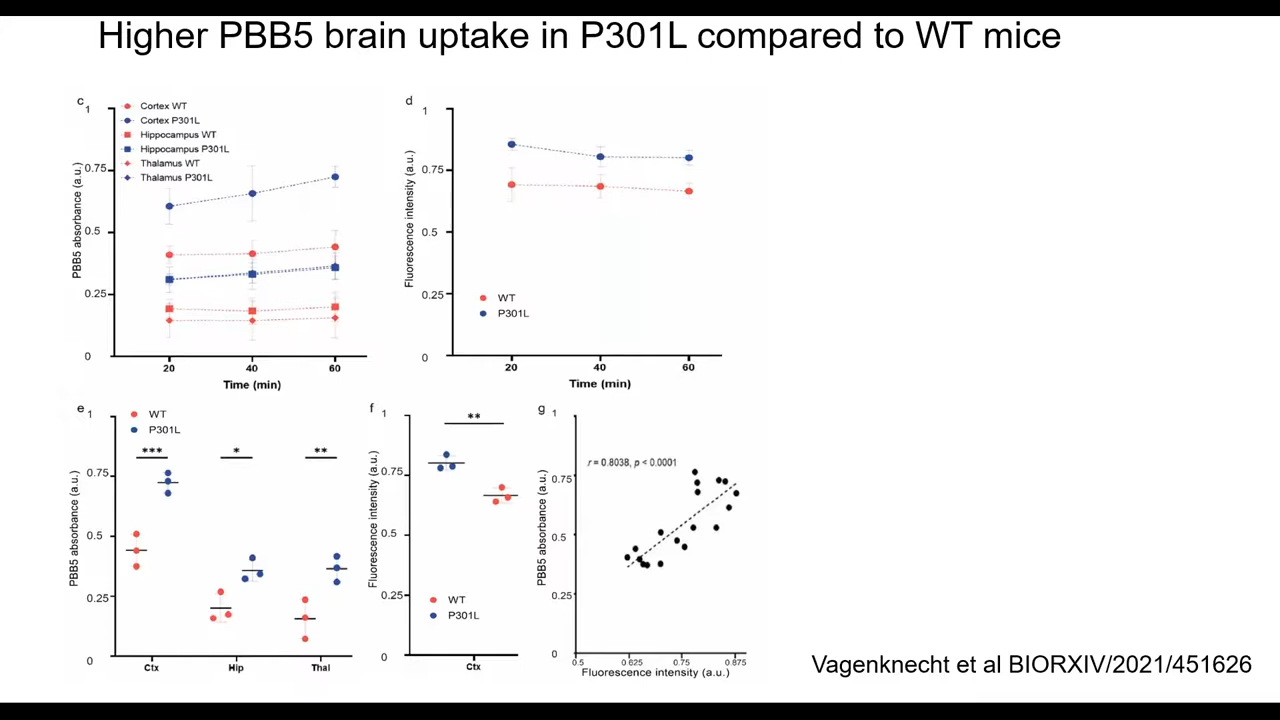 Higher PBB5 brain uptake in P301L compared to WT mice
c
1
0.75
0.5
0.25
0
PBB5 absorbance (a.u.)
Cortex WT
Cortex P301L
Hippocampus WT
Hippocampus P301L
Thalamus WT
Thalamus P301L
20
40
60
Time (min)
d
1
0.75
0.5
0.25
0
Fluorescence intensity (a.u.)
WT
P301L
20
40
60
Time (min)
e
1
0.75
0.5
0.25
0
PBB5 absorbance (a.u.)
WT
P301L
***
*
**
Ctx
Hip
Thal
f
1
0.75
0.5
0.25
0
Fluorescence intensity (a.u.)
**
WT
P301L
Ctx
g
1
0.75
0.5
0.25
0
PBB5 absorbance (a.u.)
r = 0.8038, p < 0.0001
0.5
0.625
0.75
0.875
Fluorescence intensity (a.u.)
Vagenknecht et al BIORXIV/2021/451626